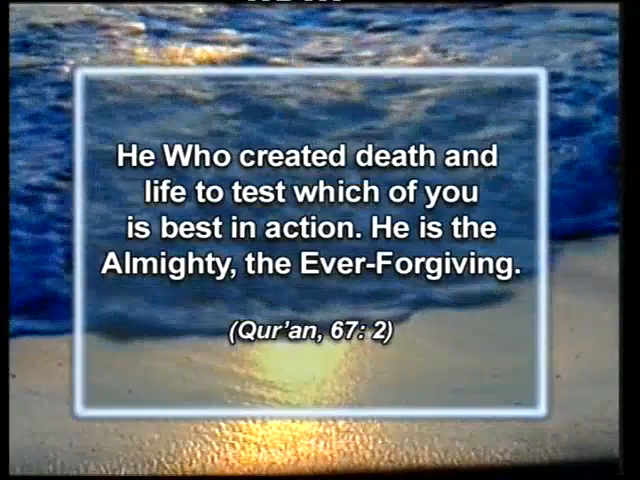 He Who created death and
life to test which of you
is best in action. He is the
Almighty, the Ever-Forgiving.
(Qur'an, 67: 2)